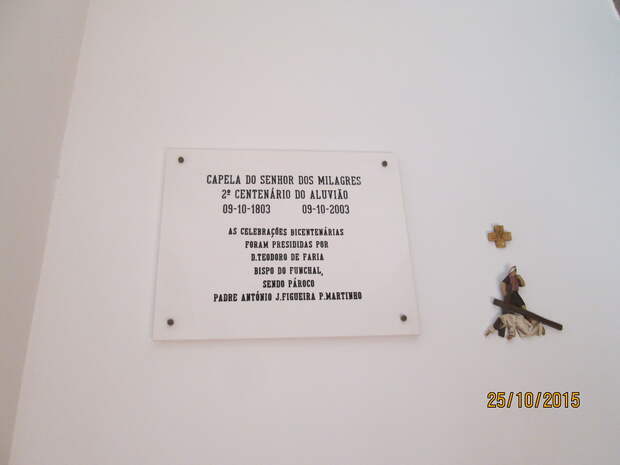 CAPELA DO SENHOR DOS MILAGRES
2º CENTENÁRIO DO ALUVIÃO
09-10-1803 09-10-2003
AS CELEBRAÇÕES BICENTENÁRIAS
FORAM PRESIDIDAS POR
D.TEODORO DE FARIA
BISPO DO FUNCHAL,
SENDO PÁROCO
PADRE ANTÓNIO J.FIGUEIRA P.MARTINHO
25/10/2015